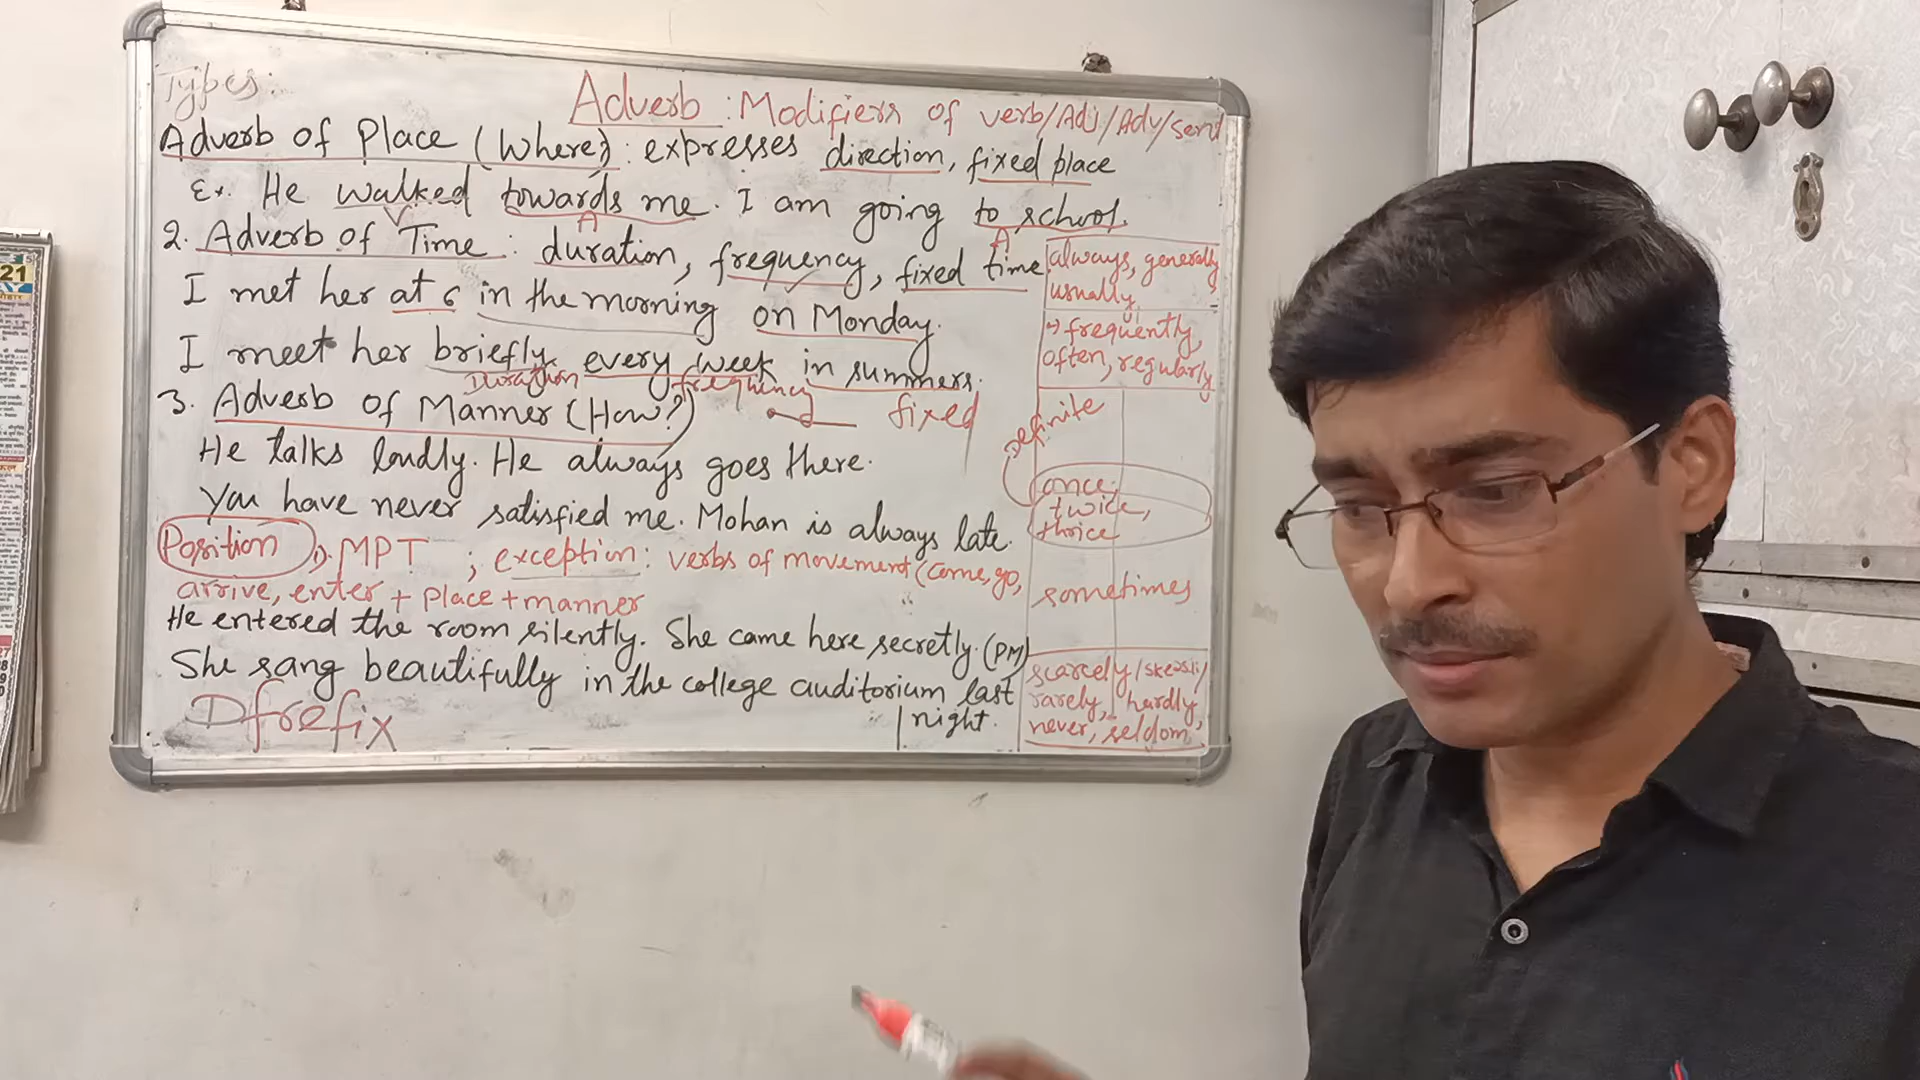 Types:
Adverb : Modifiers of verb/Adj/Adv/sent
Adverb of Place (Where?) : expresses direction, fixed place
Ex. He walked towards me. I am going to school.
V A A
2. Adverb of Time : duration, frequency, fixed time
I met her at 6 in the morning on Monday.
I meet her briefly every week in summers.
Duration frequency fixed
3. Adverb of Manner (How?)
He talks loudly. He always goes there.
You have never satisfied me. Mohan is always late.
Position 1). MPT ; exception: verbs of movement (come, go,
arrive, enter + place + manner
He entered the room silently. She came here secretly. (PM)
She sang beautifully in the college auditorium last
night.
always, generally
usually
→ frequently,
often, regularly
Definite
once,
twice,
thrice
sometimes
scarcely/
rarely, hardly
never, seldom,
21